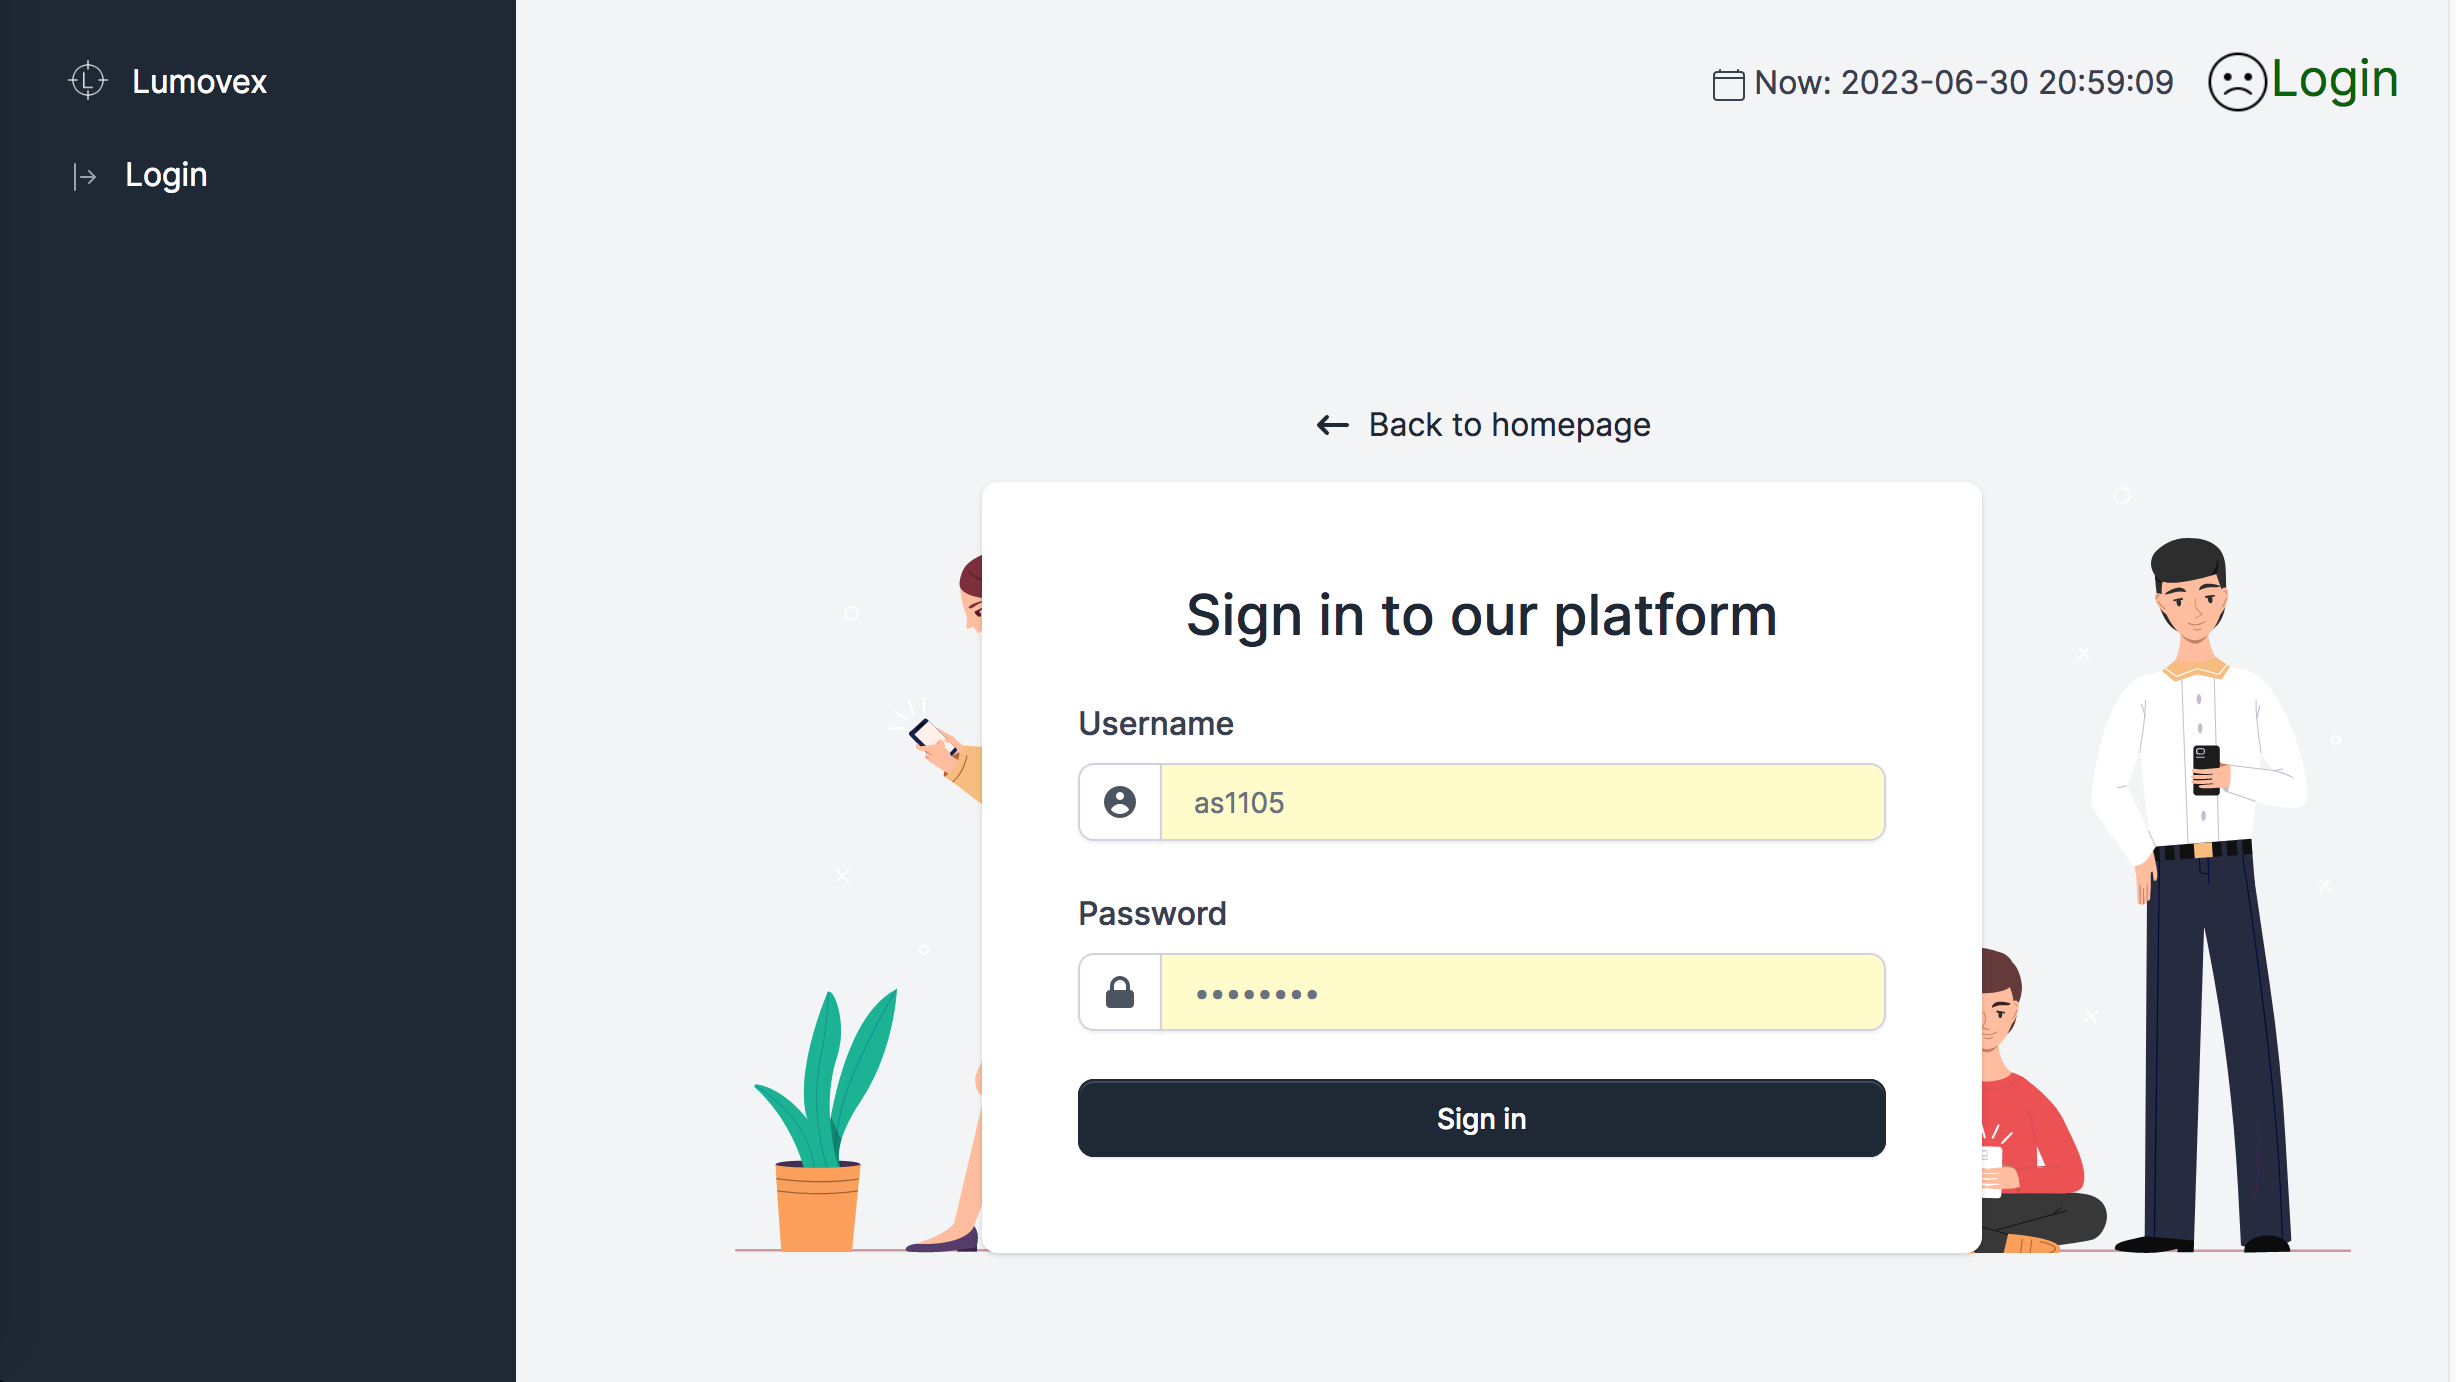 Lumovex
Login
Now: 2023-06-30 20:59:09
Login
Back to homepage
Sign in to our platform
Username
as1105
Password
••••••••
Sign in